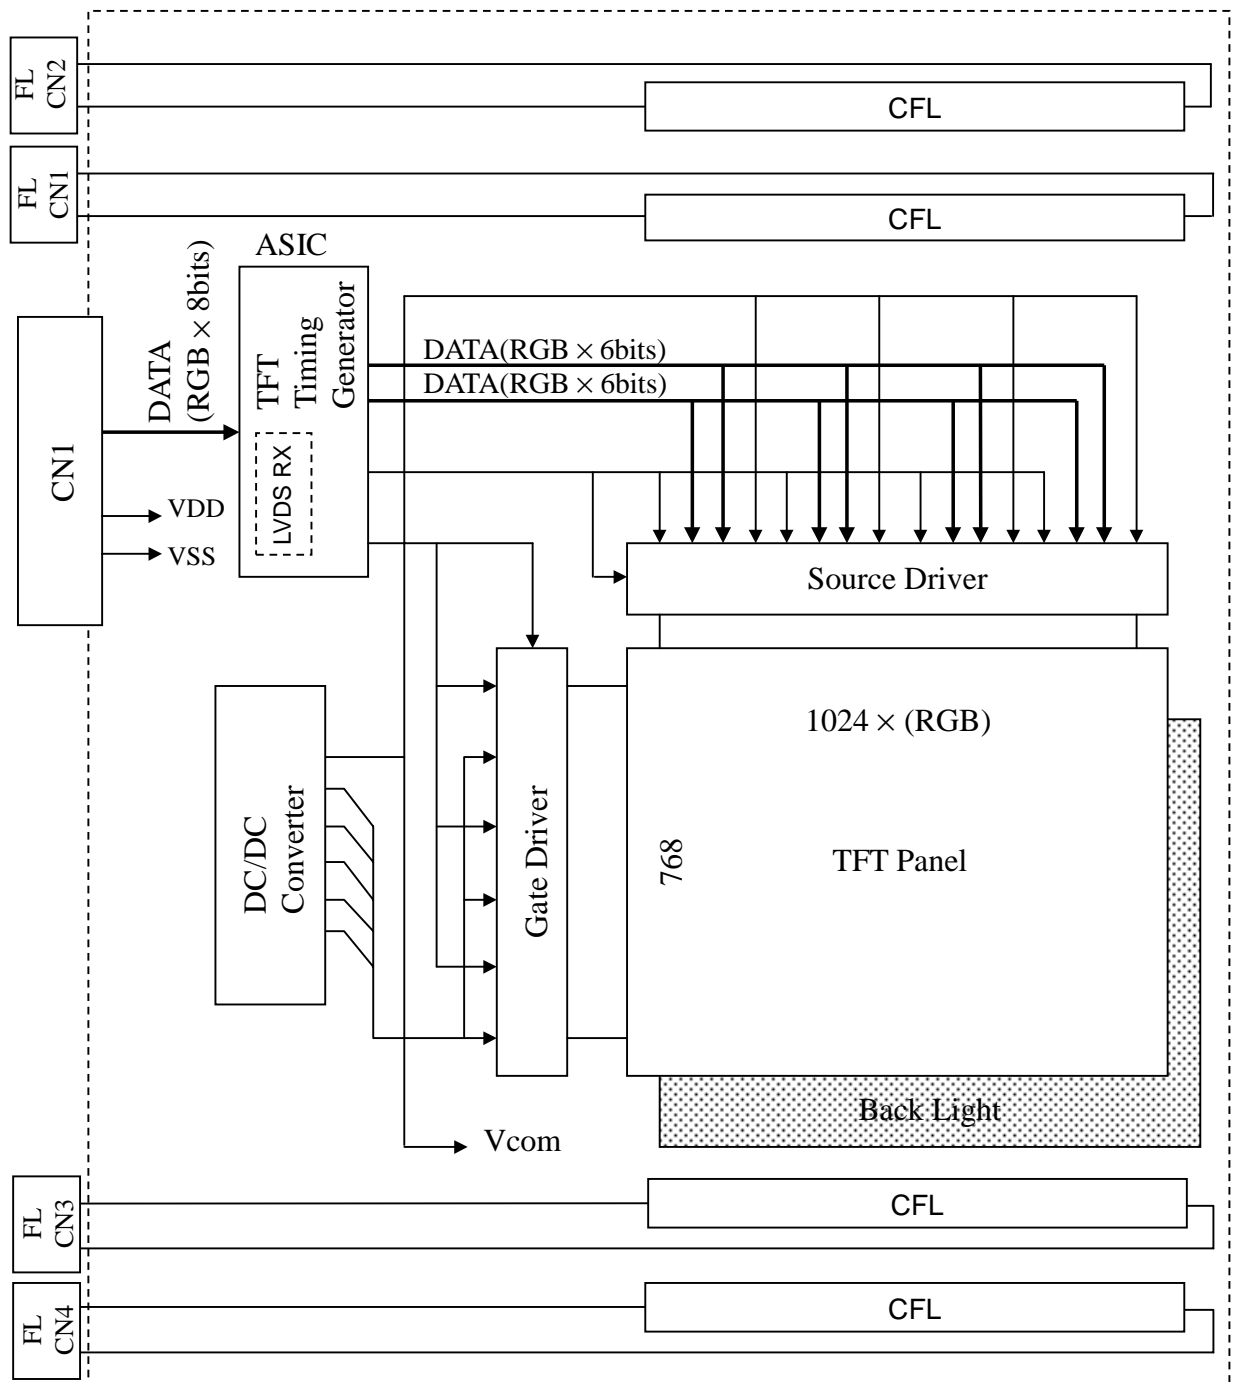 FL
CN2
CFL
FL
CN1
CFL
ASIC
DATA
(RGB × 8bits)
TFT
Timing
Generator
LVDS RX
DATA(RGB × 6bits)
DATA(RGB × 6bits)
CN1
VDD
VSS
Source Driver
1024 × (RGB)
768
TFT Panel
DC/DC
Converter
Gate Driver
Back Light
Vcom
FL
CN3
CFL
FL
CN4
CFL